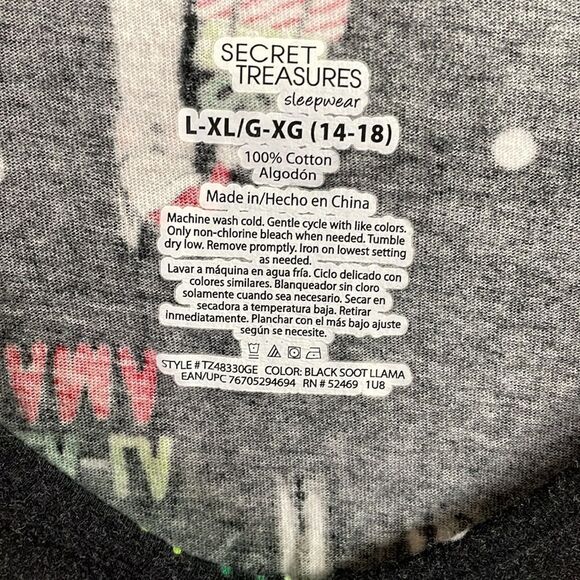 SECRET
TREASURES
sleepwear
L-XL/G-XG (14-18)
100% Cotton
Algodón
Made in/Hecho en China
Machine wash cold. Gentle cycle with like colors.
Only non-chlorine bleach when needed. Tumble
dry low. Remove promptly. Iron on lowest setting
as needed.
Lavar a máquina en agua fría. Ciclo delicado con
colores similares. Blanqueador sin cloro
solamente cuando sea necesario. Secar en
secadora a temperatura baja. Retirar
inmediatamente. Planchar con el más bajo ajuste
según se necesite.
STYLE # TZ48330GE COLOR: BLACK SOOT LLAMA
EAN/UPC 76705294694 RN # 52469 1U8